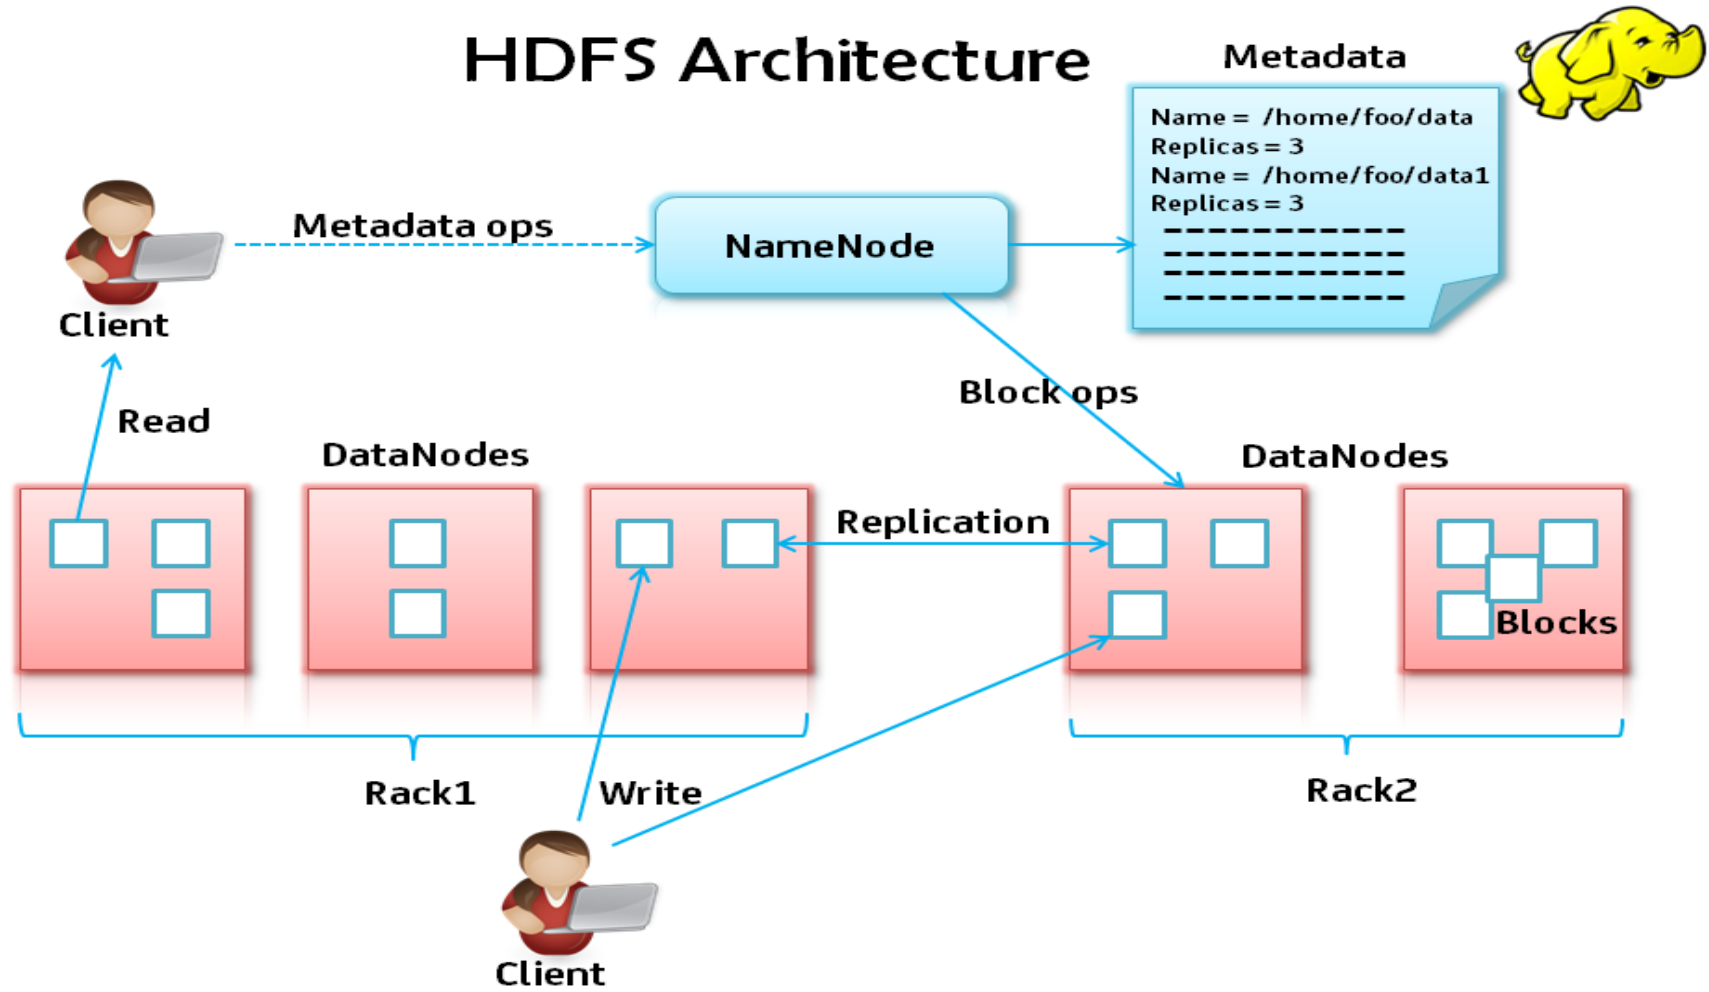 HDFS Architecture
Metadata
Name = /home/foo/data
Replicas = 3
Name = /home/foo/data1
Replicas = 3
Metadata ops
NameNode
Client
Block ops
Read
DataNodes
DataNodes
Replication
Blocks
Rack1
Write
Rack2
Client